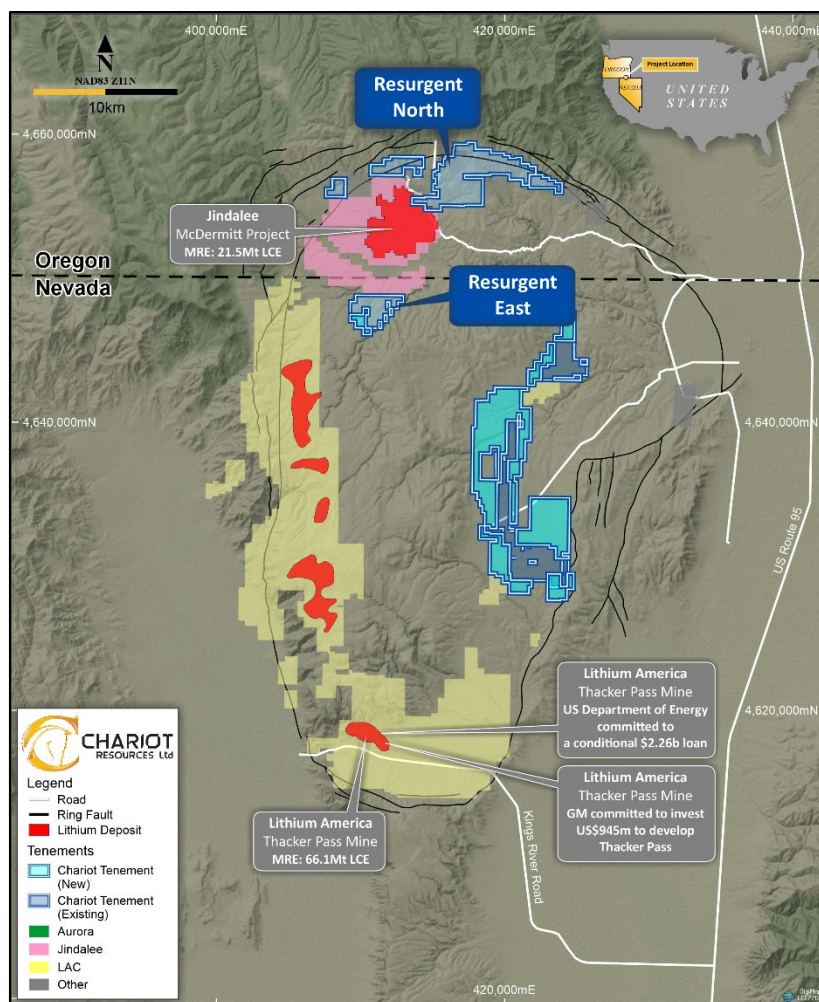 400,000mE
420,000mE
440,000mE
N
NAD83 Z11N
10km
OREGON
NEVADA
Project Location
UNITED
STATES
Resurgent
North
4,660,000mN
4,660,000mN
Jindalee
McDermitt Project
MRE: 21.5Mt LCE
Oregon
Nevada
Resurgent
East
4,640,000mN
4,640,000mN
US Route 95
Lithium America
Thacker Pass Mine
US Department of Energy
committed to
a conditional $2.26b loan
4,620,000mN
Lithium America
Thacker Pass Mine
GM committed to invest
US$945m to develop
Thacker Pass
Lithium America
Thacker Pass Mine
MRE: 66.1Mt LCE
Kings River Road
CHARIOT
RESOURCES Ltd
Legend
Road
Ring Fault
Lithium Deposit
Tenements
Chariot Tenement
(New)
Chariot Tenement
(Existing)
Aurora
Jindalee
LAC
Other
420,000mE